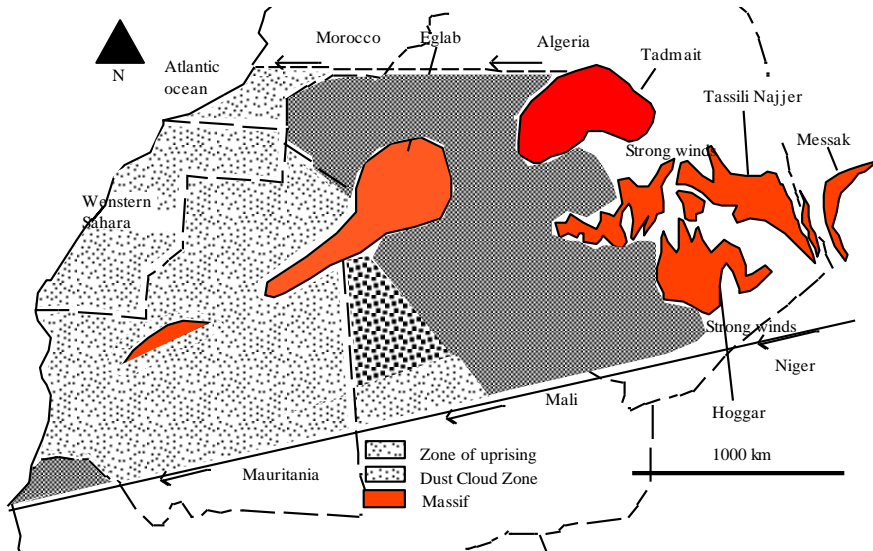 Morocco
Eglab
Algeria
Tadmait
N
Atlantic
ocean
Tassili Najjer
Messak
Strong winds
Wenstern
Sahara
Strong winds
Niger
Mali
Hoggar
Zone of uprising
Dust Cloud Zone
Massif
Mauritania
1000 km